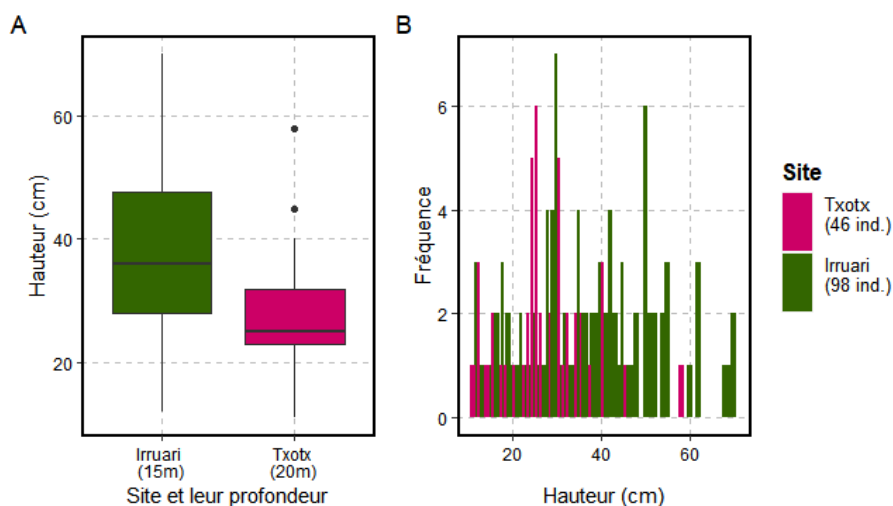 A
Hauteur (cm)
60
40
20
Irruari
(15m)
Txotx
(20m)
Site et leur profondeur
B
Fréquence
6
4
2
0
20
40
60
Hauteur (cm)
Site
Txotx
(46 ind.)
Irruari
(98 ind.)